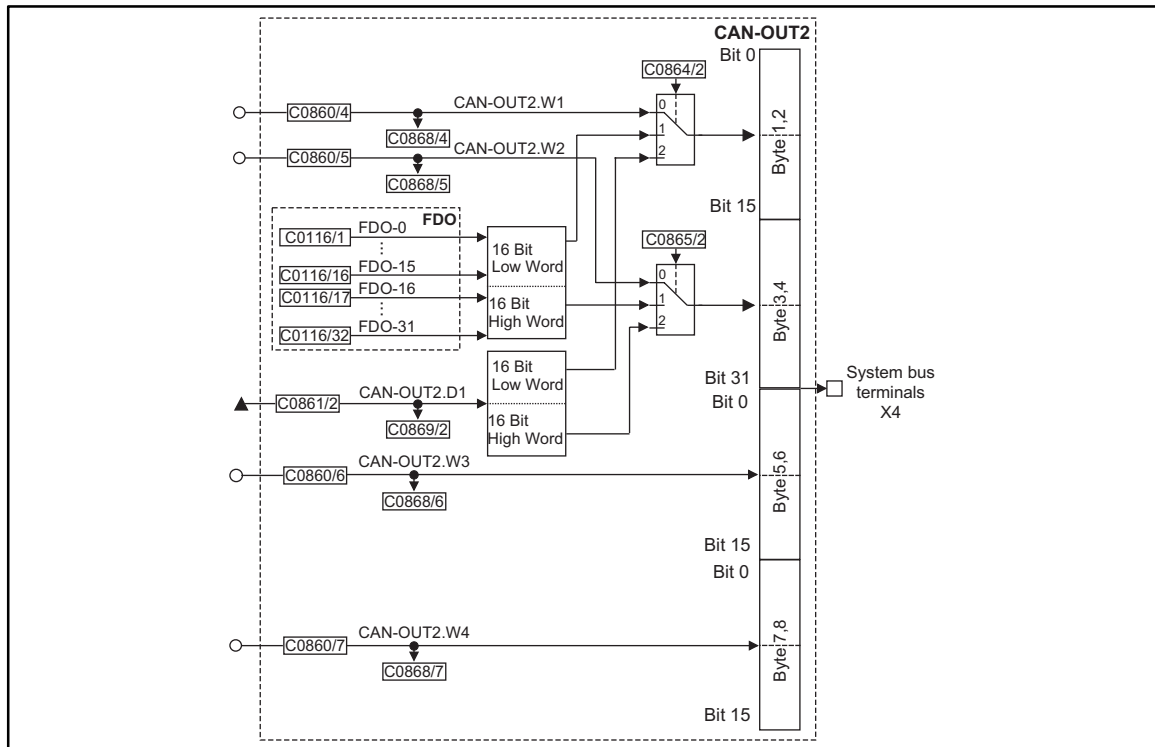 CAN-OUT2
Bit 0
C0864/2
C0860/4
CAN-OUT2.W1
0
1
2
C0868/4
Byte 1,2
C0860/5
CAN-OUT2.W2
C0868/5
Bit 15
FDO
C0116/1
FDO-0
⋮
C0116/16
FDO-15
C0116/17
FDO-16
⋮
C0116/32
FDO-31
16 Bit
Low Word
16 Bit
High Word
C0865/2
0
1
2
Byte 3,4
Bit 31
C0861/2
CAN-OUT2.D1
C0869/2
16 Bit
Low Word
16 Bit
High Word
Bit 0
System bus
terminals
X4
C0860/6
CAN-OUT2.W3
C0868/6
Byte 5,6
Bit 15
Bit 0
C0860/7
CAN-OUT2.W4
C0868/7
Byte 7,8
Bit 15